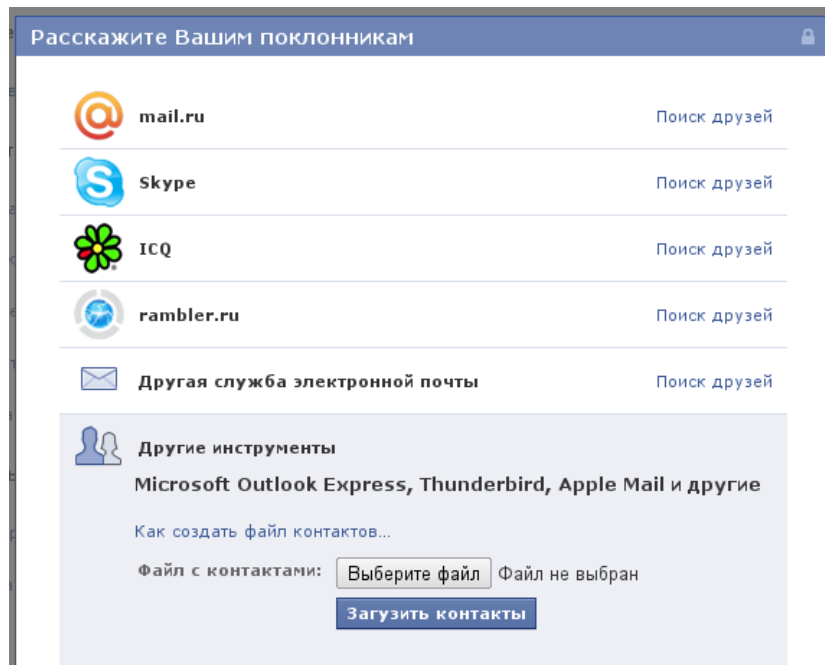 Расскажите Вашим поклонникам
mail.ru Поиск друзей
Skype Поиск друзей
ICQ Поиск друзей
rambler.ru Поиск друзей
Другая служба электронной почты Поиск друзей
Другие инструменты
Microsoft Outlook Express, Thunderbird, Apple Mail и другие
Как создать файл контактов...
Файл с контактами: Выберите файл Файл не выбран
Загузить контакты